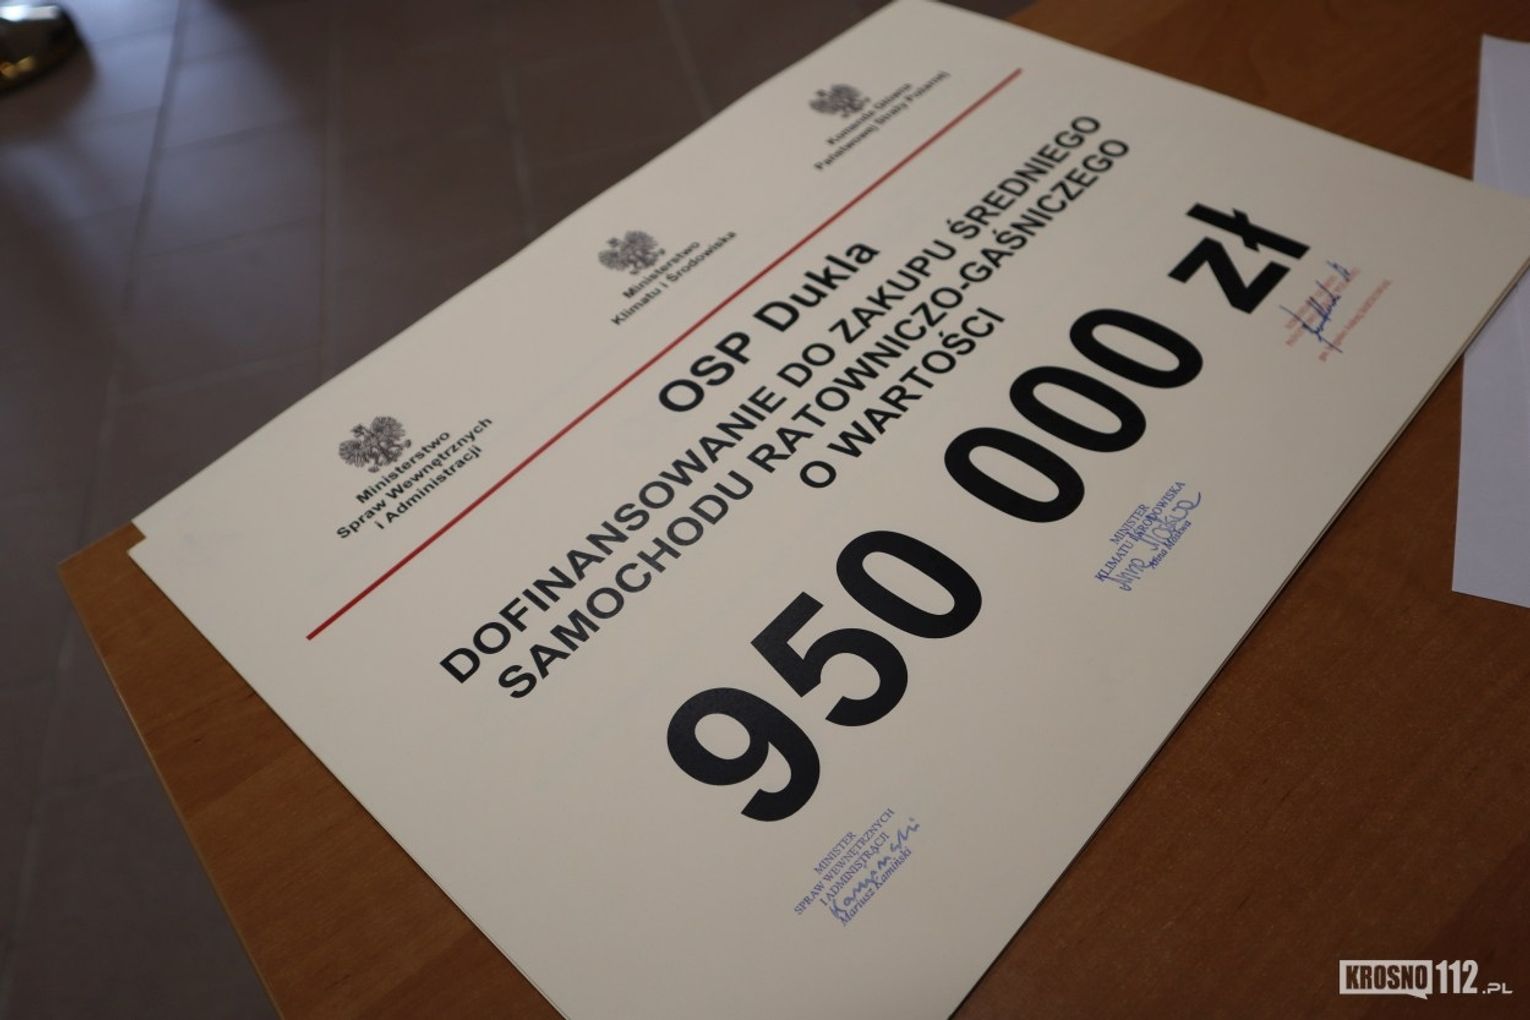 Ministerstwo
Spraw Wewnętrznych
i Administracji
Ministerstwo
Klimatu i Środowiska
Komenda Główna
Państwowej Straży Pożarnej
OSP Dukla
DOFINANSOWANIE DO ZAKUPU ŚREDNIEGO
SAMOCHODU RATOWNICZO-GAŚNICZEGO
O WARTOŚCI
950 000 zł
MINISTER
SPRAW WEWNĘTRZNYCH
I ADMINISTRACJI
Mariusz Kamiński
MINISTER
KLIMATU I ŚRODOWISKA
Anna Moskwa
KROSNO112.PL